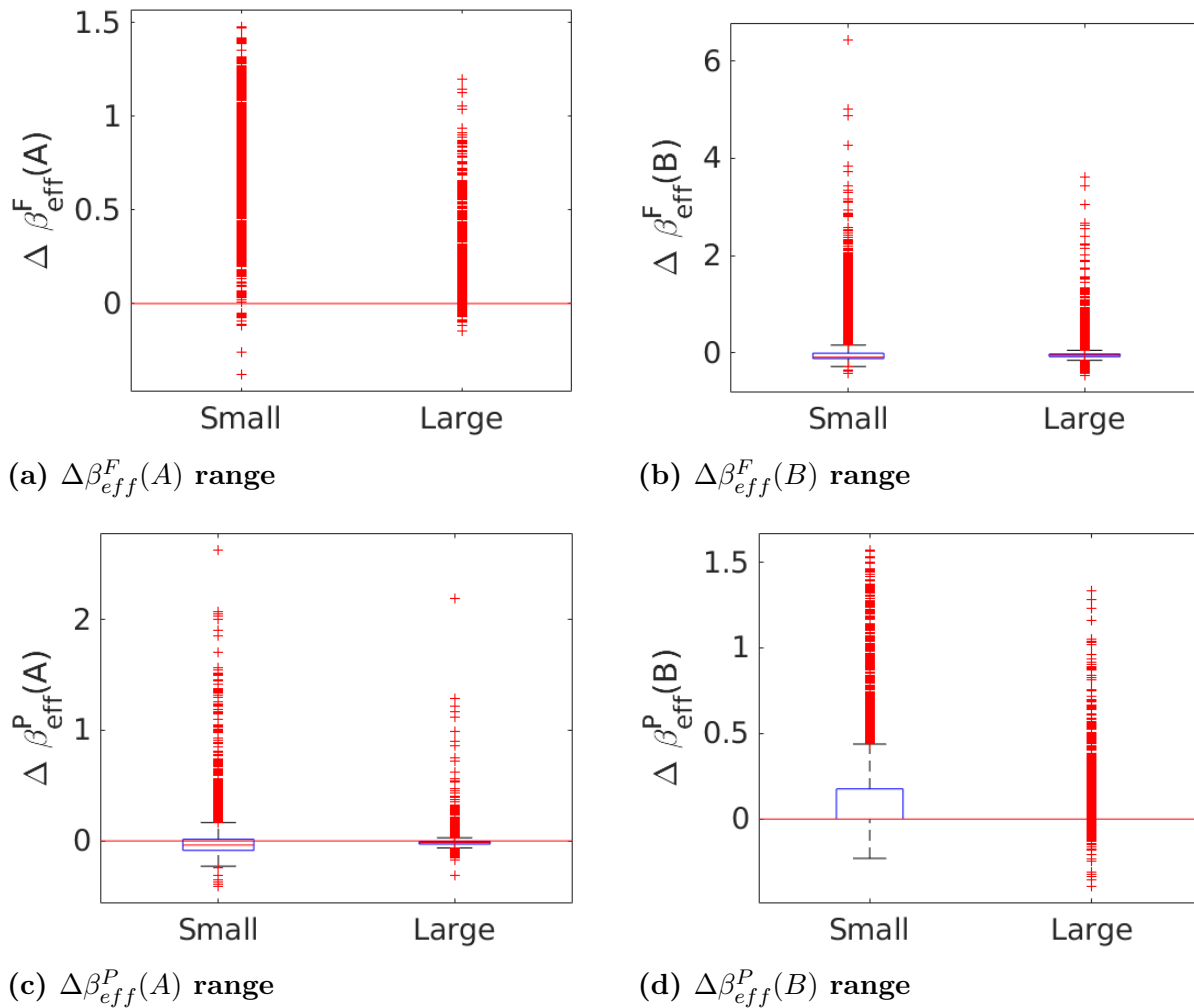 1.5
1
0.5
0
Δ β^F_eff(A)
Small Large
(a) Δβ^F_eff(A) range
6
4
2
0
Δ β^F_eff(B)
Small Large
(b) Δβ^F_eff(B) range
2
1
0
Δ β^P_eff(A)
Small Large
(c) Δβ^P_eff(A) range
1.5
1
0.5
0
Δ β^P_eff(B)
Small Large
(d) Δβ^P_eff(B) range